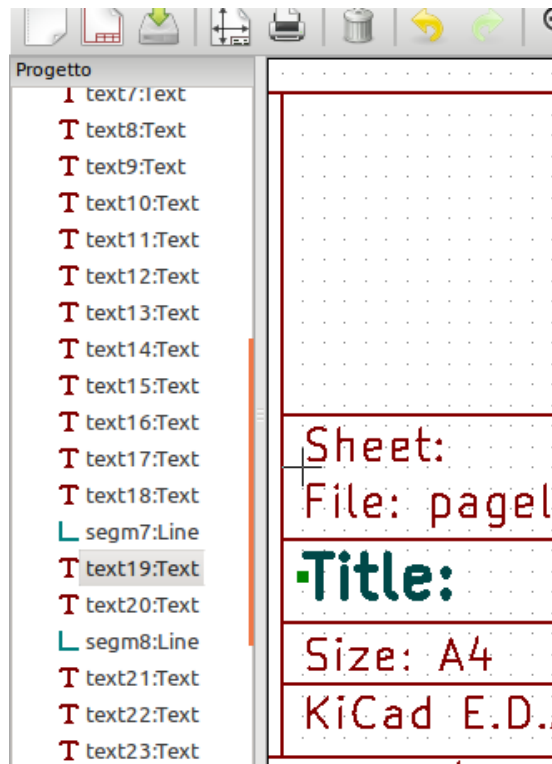 Progetto
text7:Text
text8:Text
text9:Text
text10:Text
text11:Text
text12:Text
text13:Text
text14:Text
text15:Text
text16:Text
text17:Text
text18:Text
segm7:Line
text19:Text
text20:Text
segm8:Line
text21:Text
text22:Text
text23:Text
Sheet:
File: pagel
Title:
Size: A4
KiCad E.D.